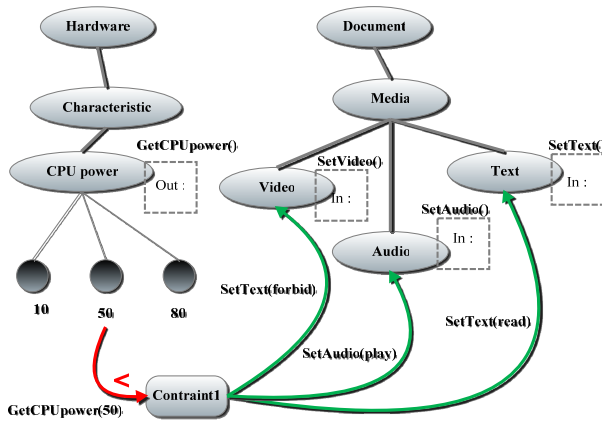 Hardware
Document
Characteristic
Media
GetCPUpower()
SetText(
SetVideo()
CPU power
Out :
Video
In :
Text
In :
SetAudio()
In :
Audio
SetText(forbid)
10
50
80
SetText(read)
SetAudio(play)
<
Contraint1
GetCPUpower(50)